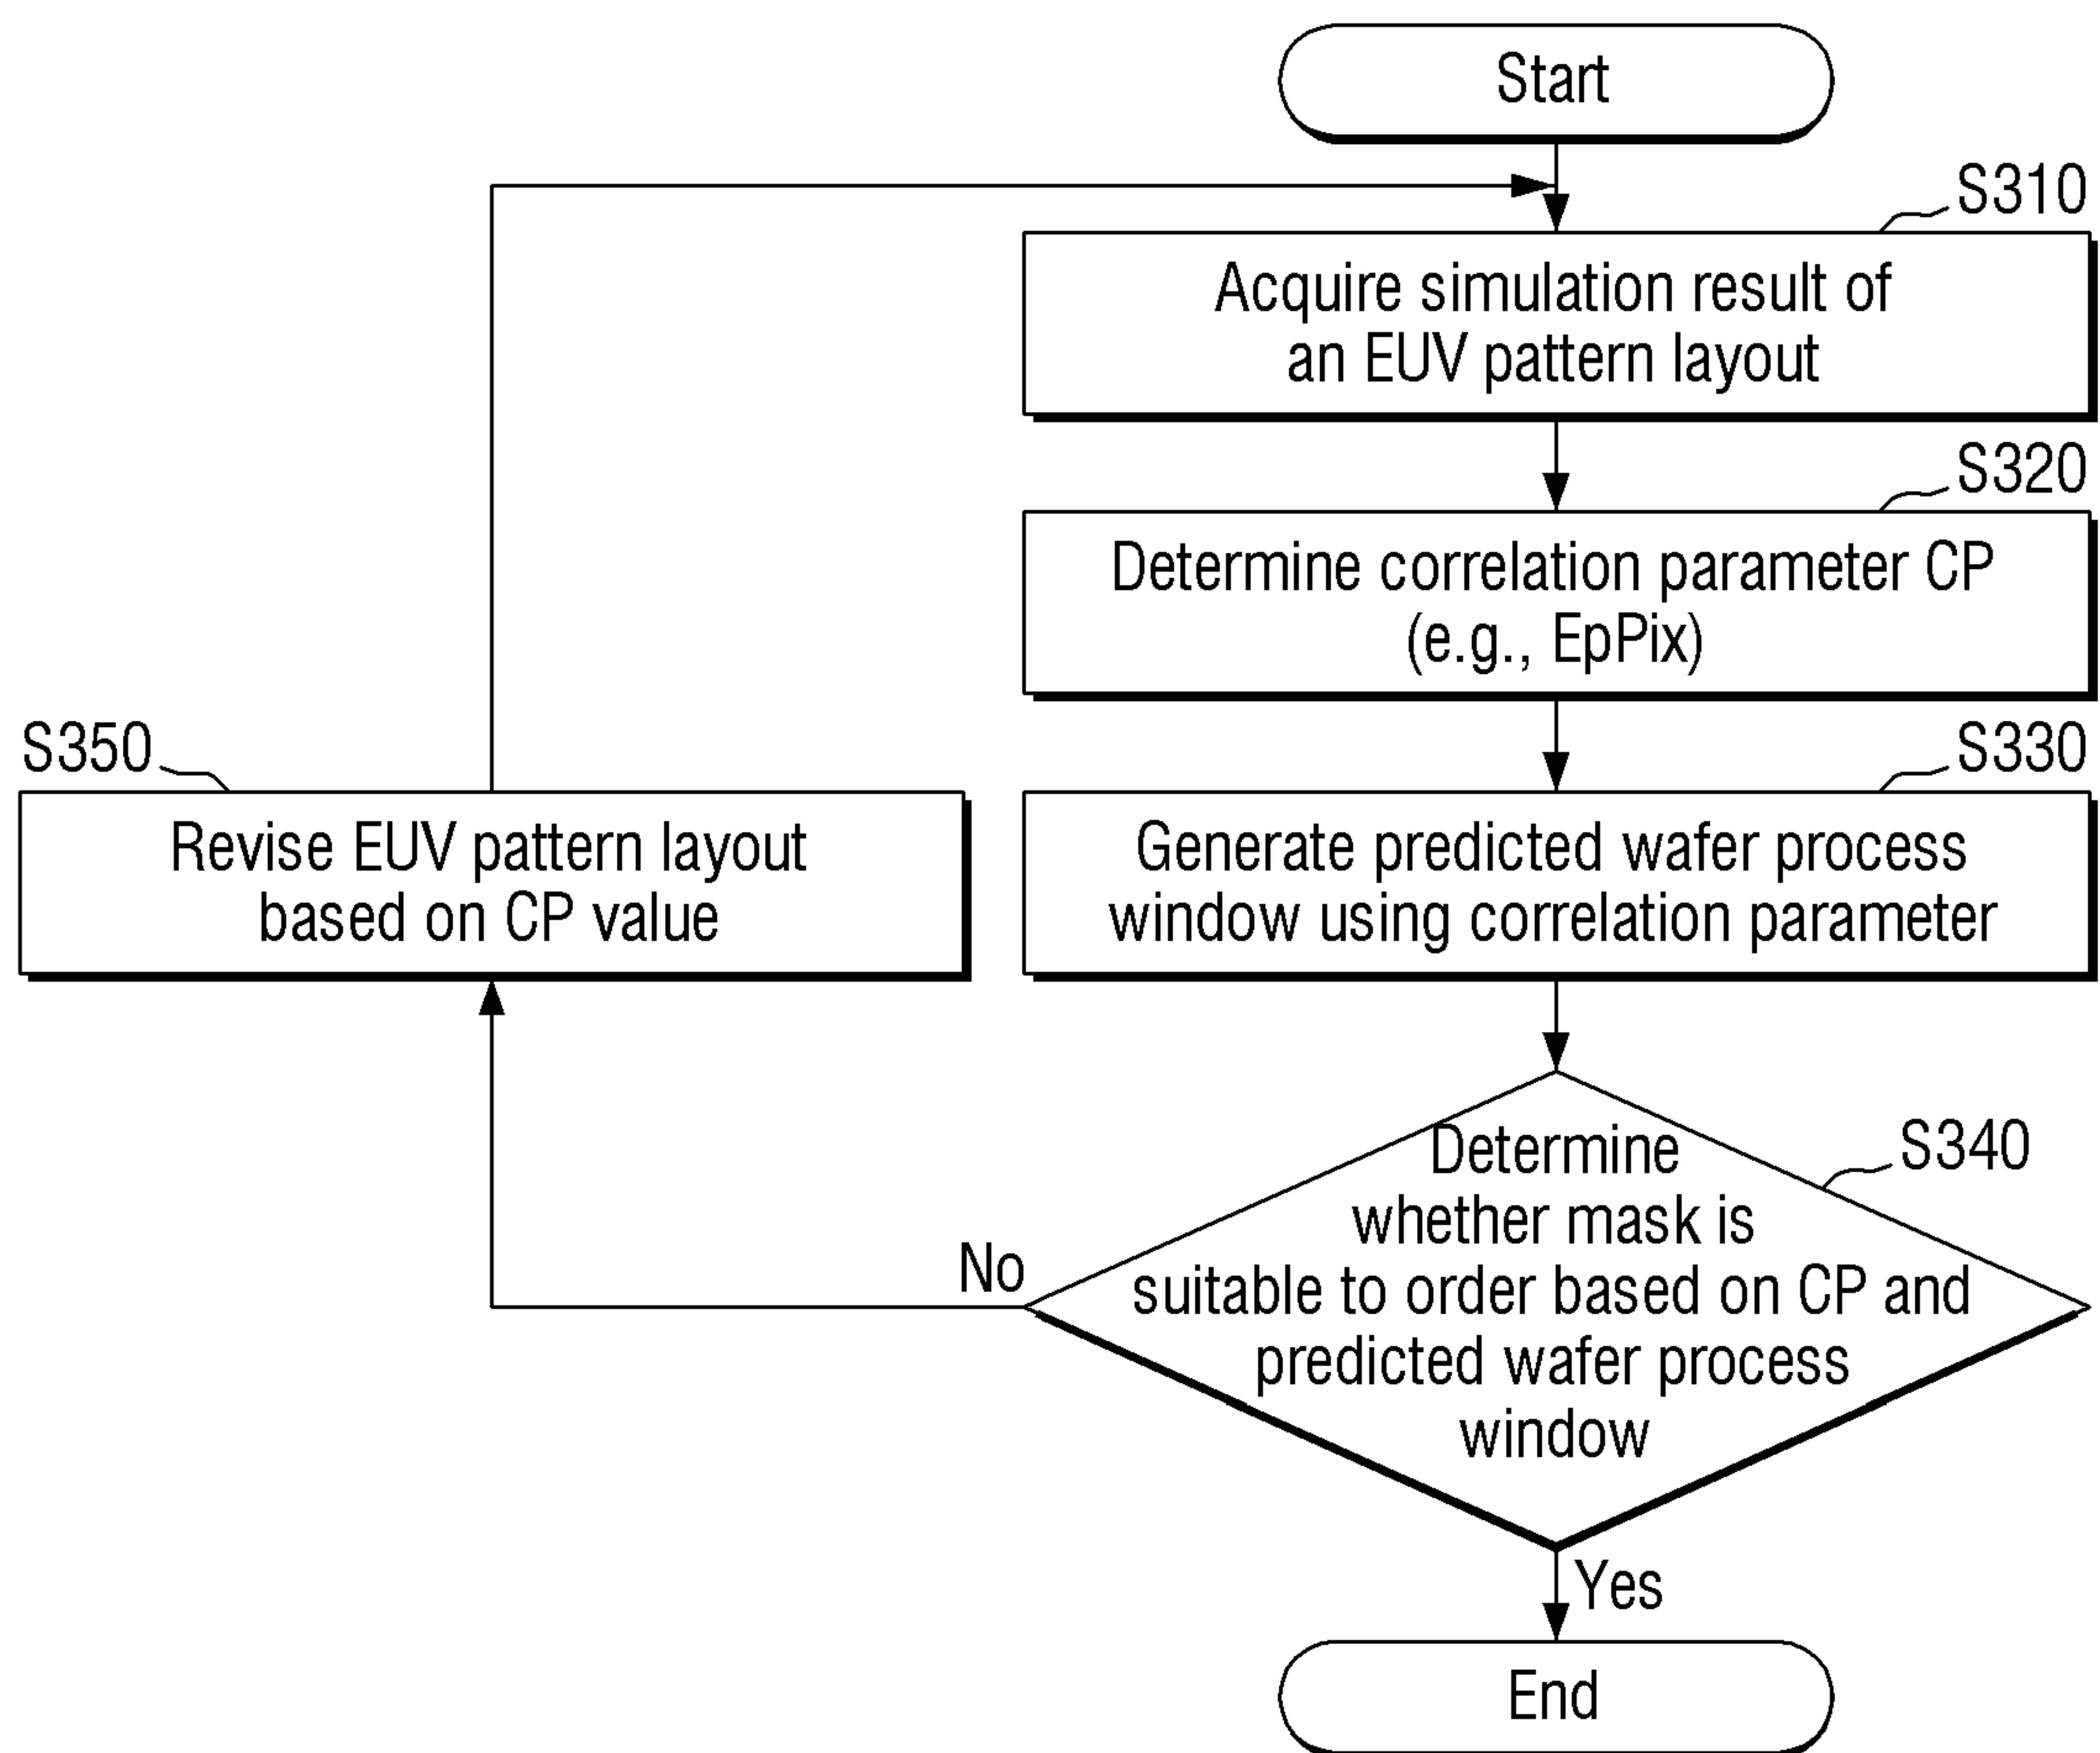 Start
S310
Acquire simulation result of
an EUV pattern layout
S320
Determine correlation parameter CP
(e.g., EpPix)
S330
Generate predicted wafer process
window using correlation parameter
S350
Revise EUV pattern layout
based on CP value
S340
Determine
whether mask is
suitable to order based on CP and
predicted wafer process
window
No
Yes
End